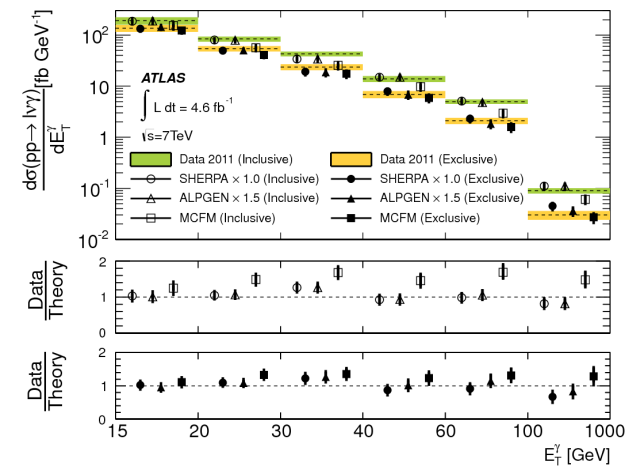 dσ(pp→ lνγ) / dE_T^γ [fb GeV⁻¹]
10²
10
1
10⁻¹
10⁻²
ATLAS
∫ L dt = 4.6 fb⁻¹
√s=7TeV
Data 2011 (Inclusive) Data 2011 (Exclusive)
SHERPA × 1.0 (Inclusive) SHERPA × 1.0 (Exclusive)
ALPGEN × 1.5 (Inclusive) ALPGEN × 1.5 (Exclusive)
MCFM (Inclusive) MCFM (Exclusive)
Data
Theory
2
1
0
Data
Theory
2
1
0
15 20 30 40 60 100 1000
E_T^γ [GeV]